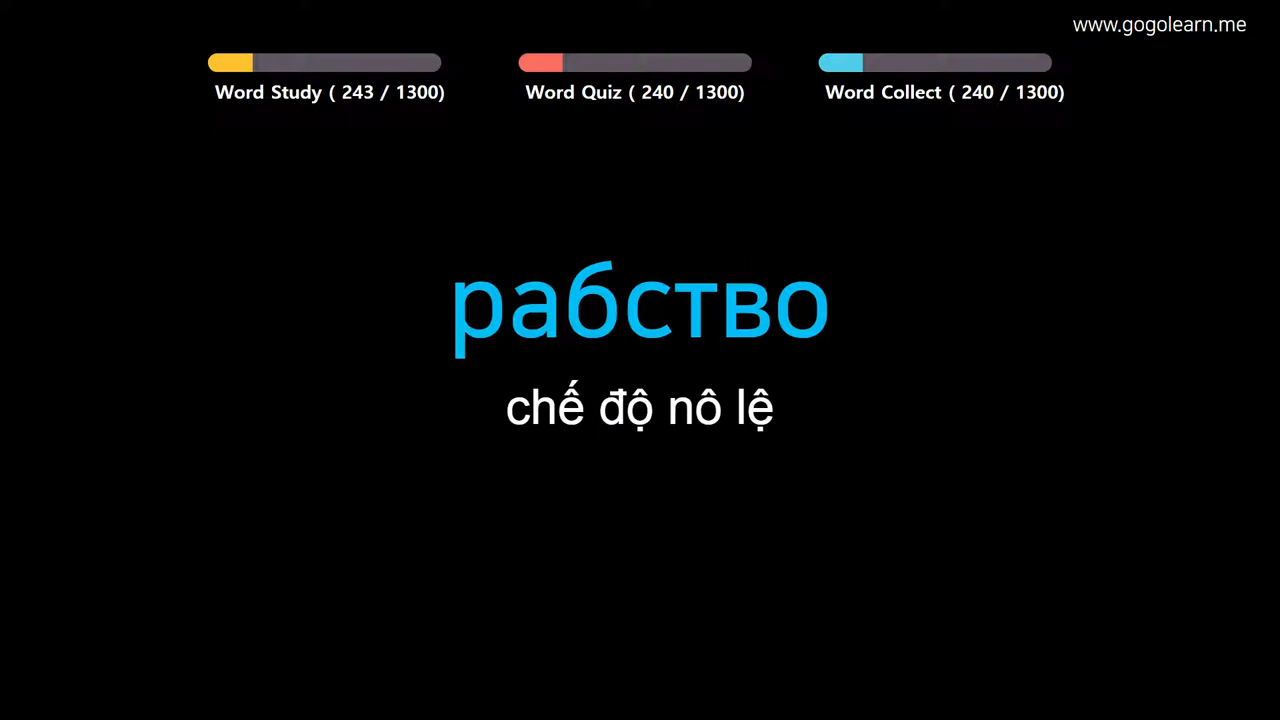 www.gogolearn.me
Word Study ( 243 / 1300)
Word Quiz ( 240 / 1300)
Word Collect ( 240 / 1300)
рабство
chế độ nô lệ